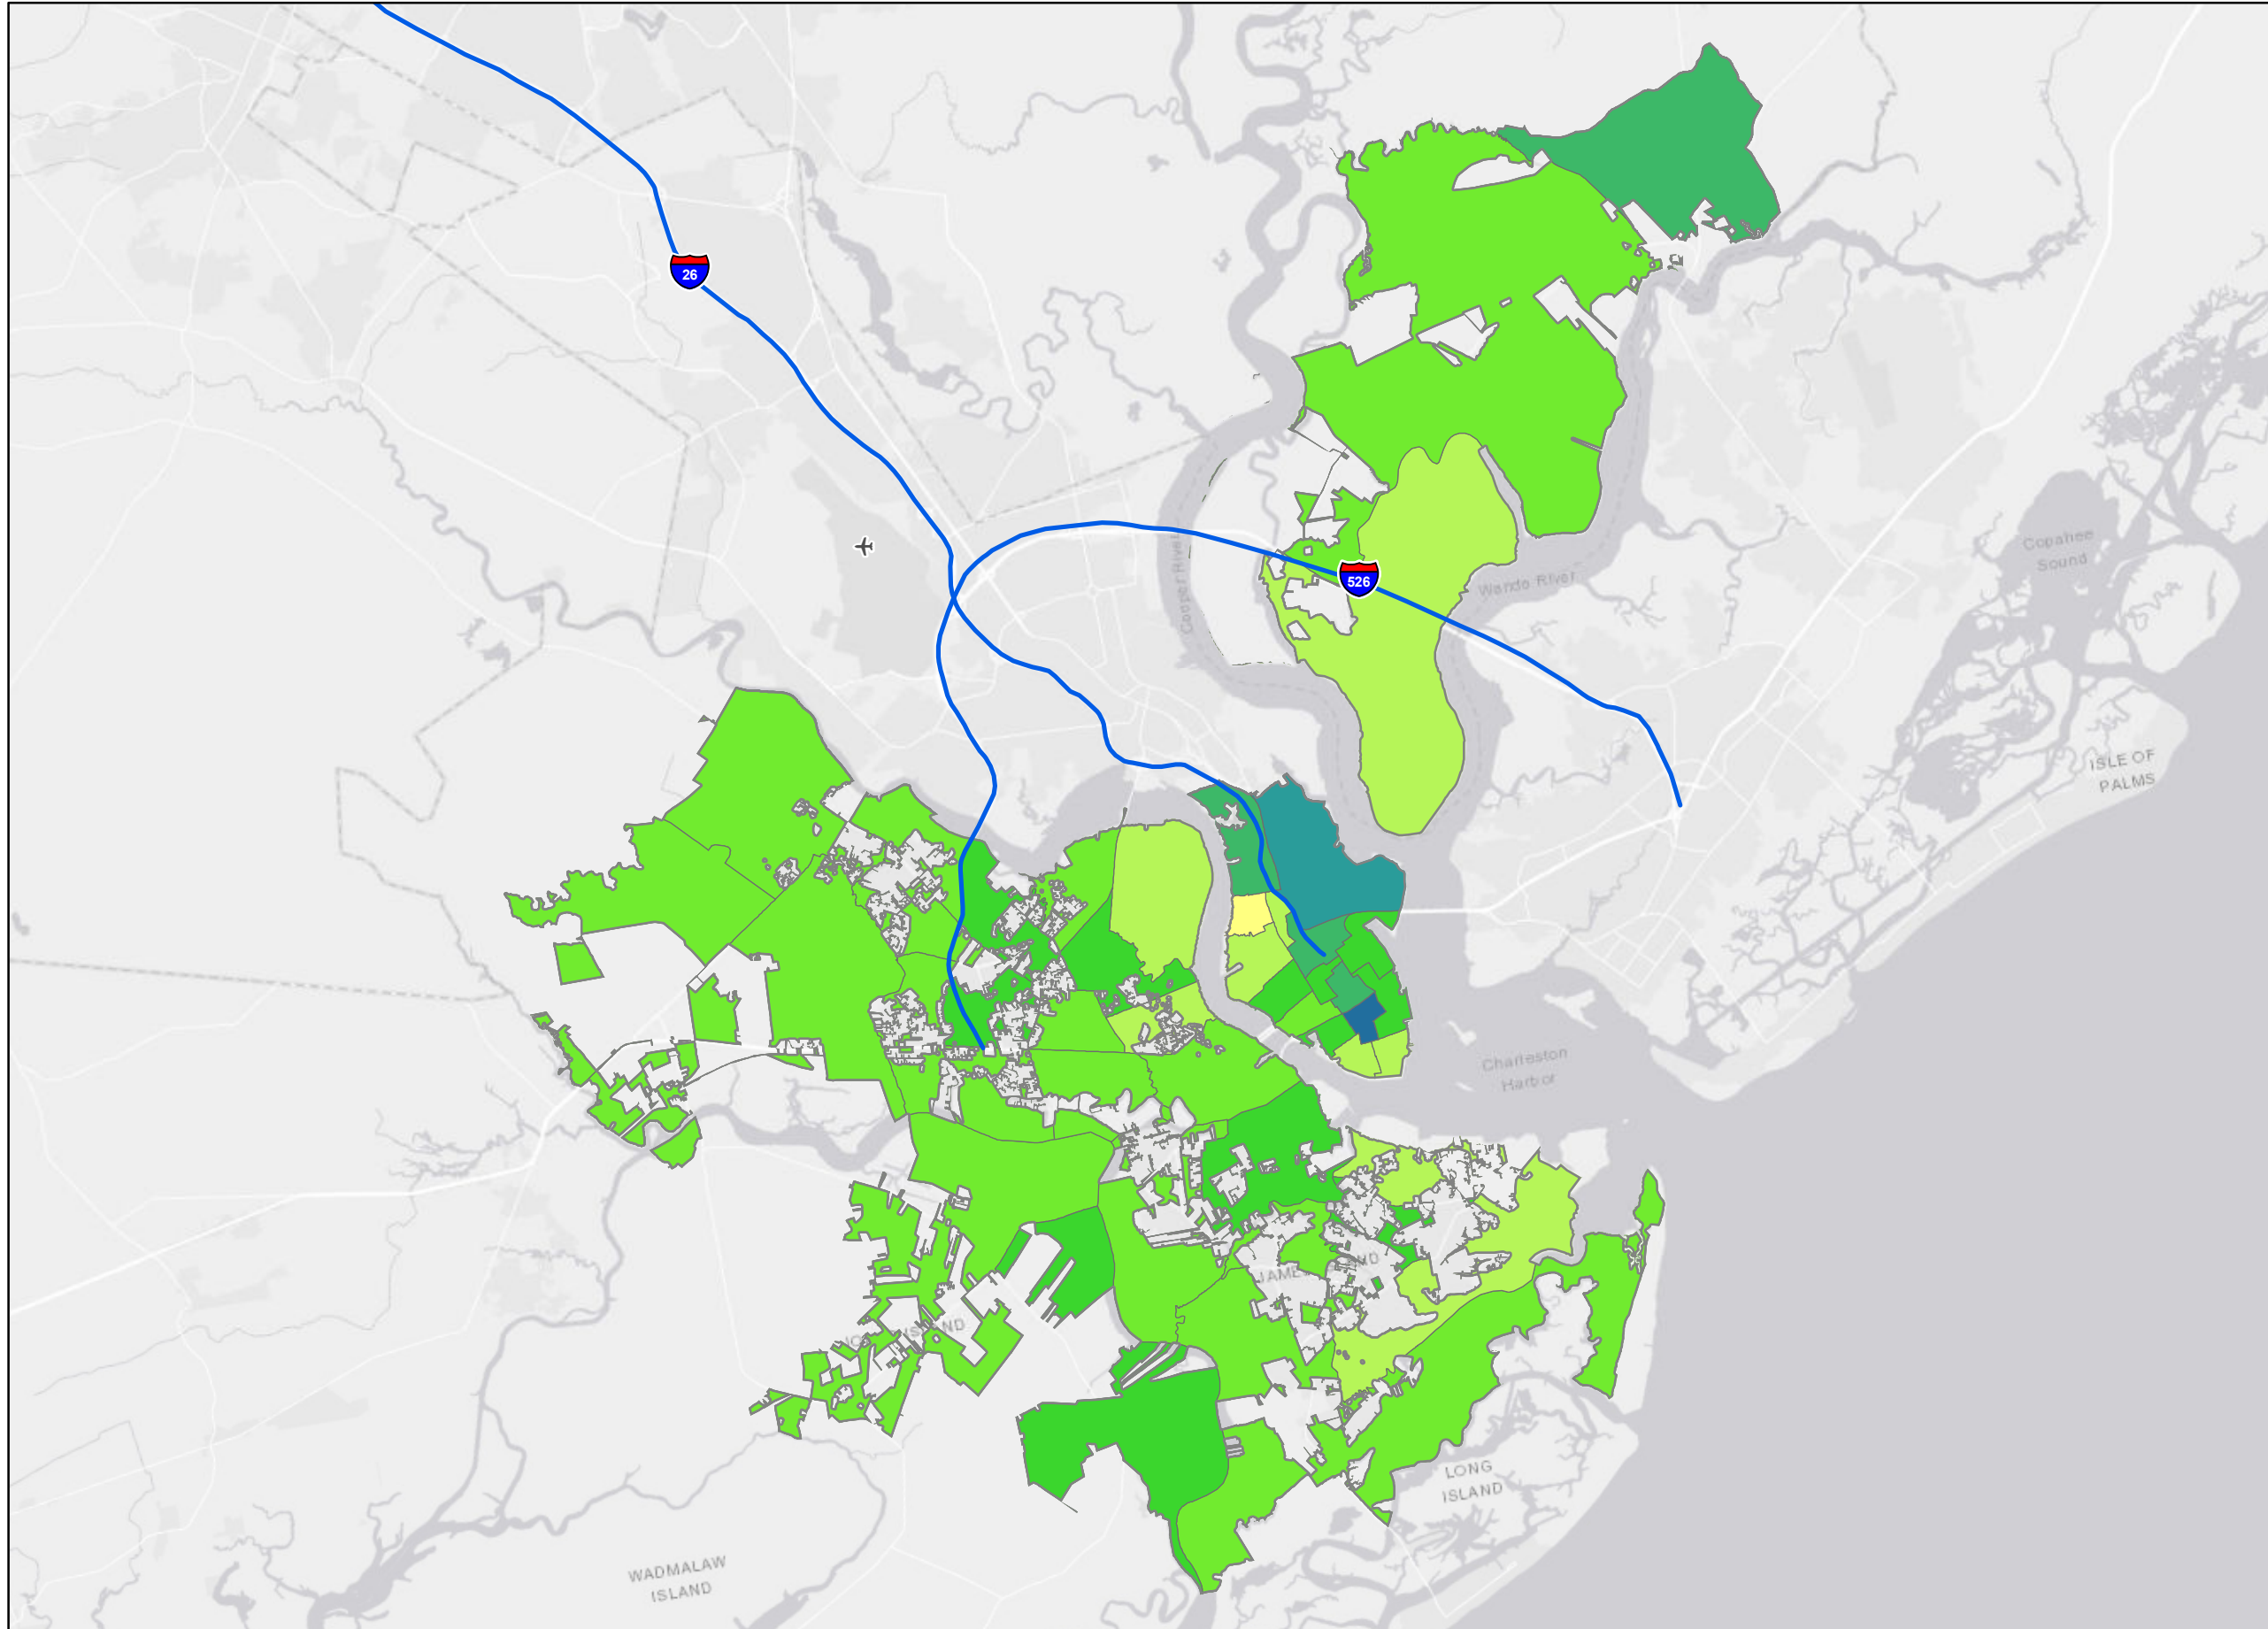 26
Copahee
Sound
526
Wando River
Cooper River
ISLE OF
PALMS
Charleston
Harbor
LONG
ISLAND
WADMALAW
ISLAND